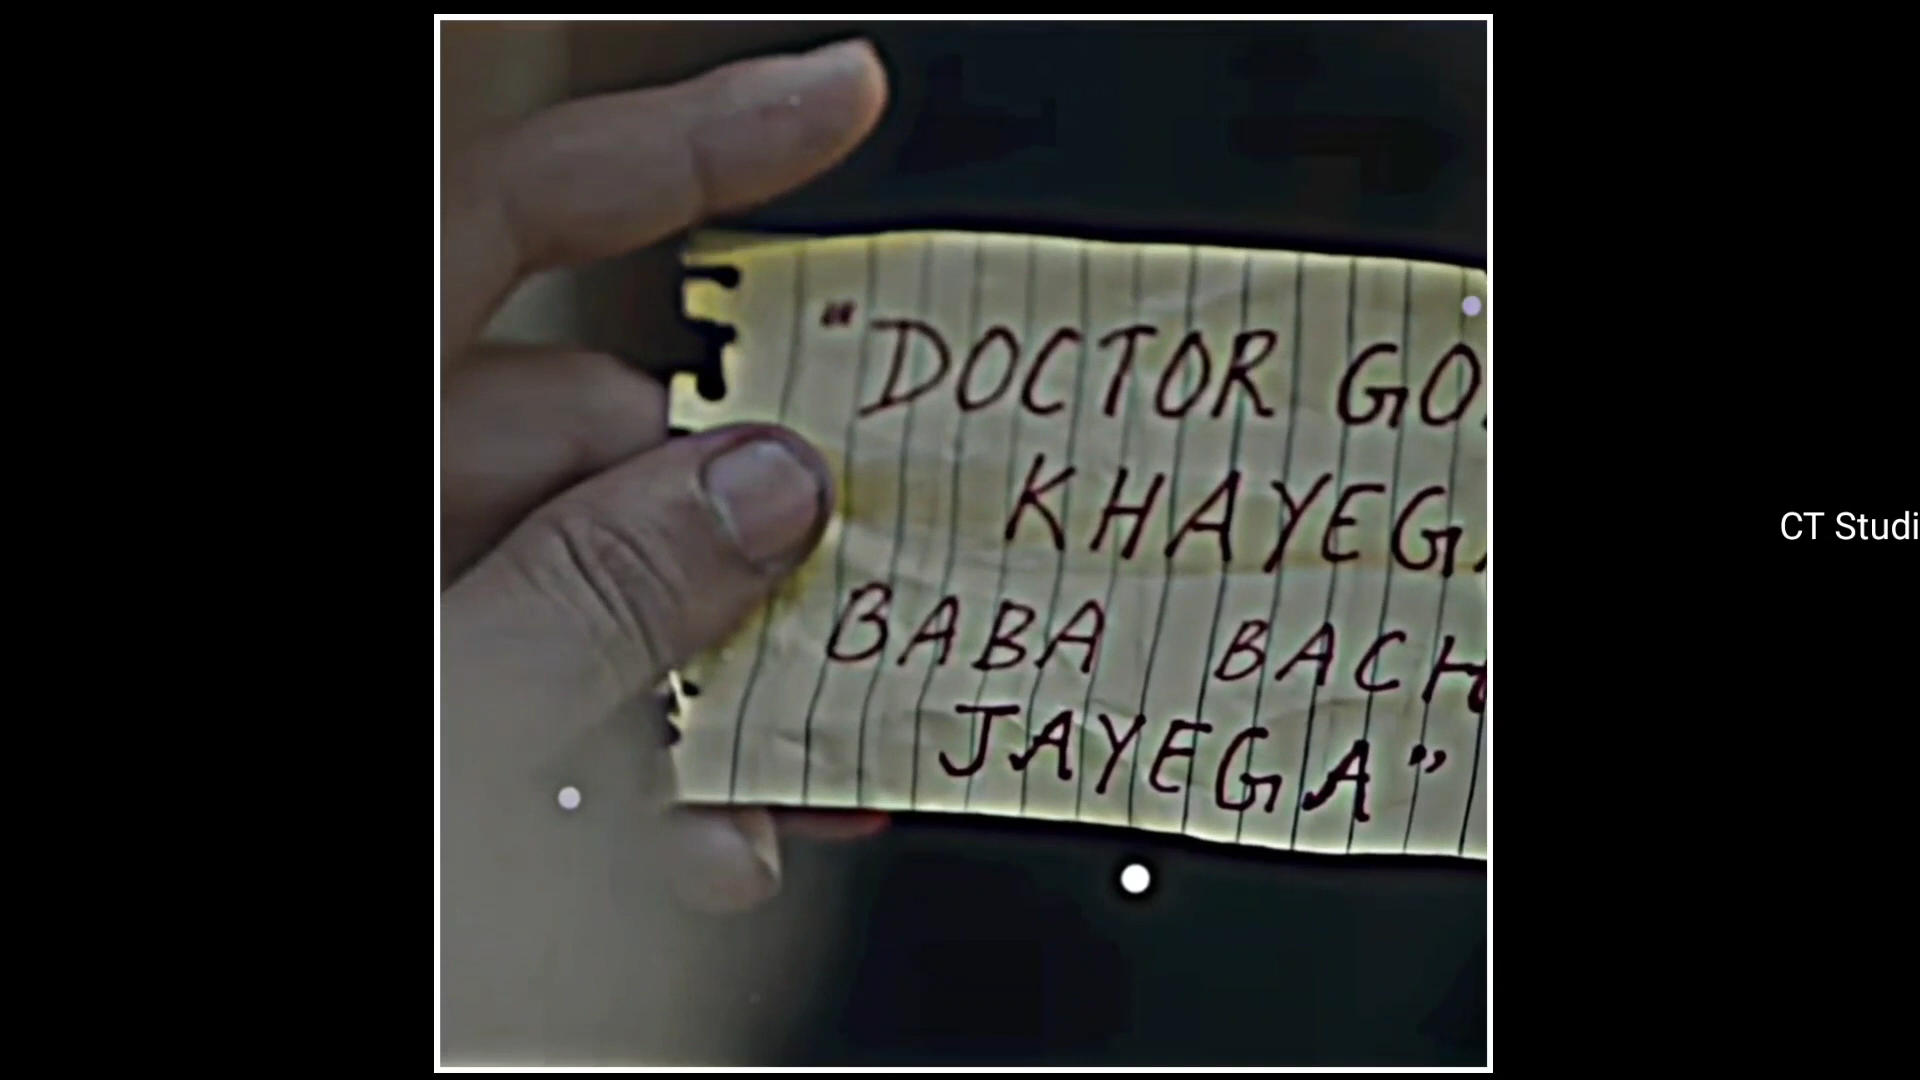 "DOCTOR GO
KHAYEG
BABA BACH
JAYEGA"
CT Studi